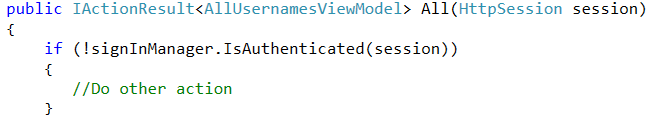 public IActionResult<AllUsernamesViewModel> All(HttpSession session)
{
    if (!signInManager.IsAuthenticated(session))
    {
        //Do other action
    }